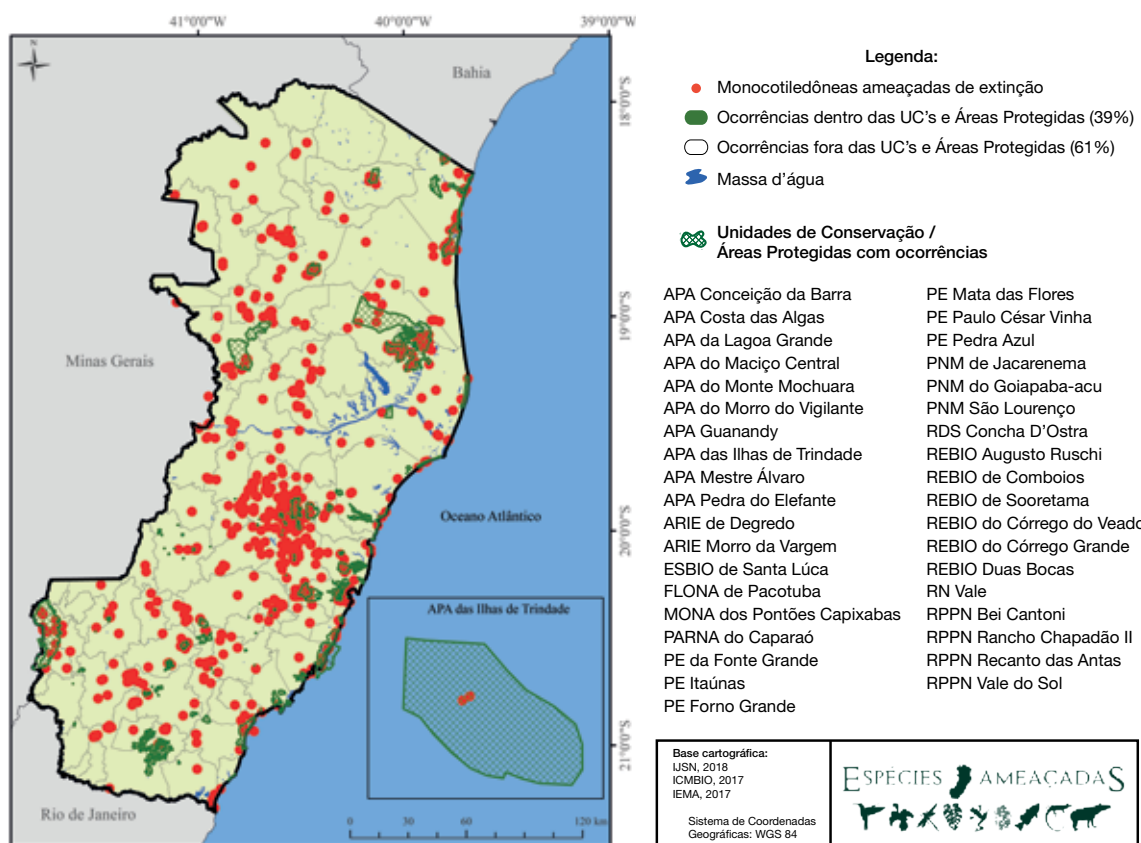 41°00'0"W
40°00'0"W
39°00'0"W
N
Bahia
18°0'0"S
19°0'0"S
Minas Gerais
Oceano Atlântico
20°0'0"S
APA das Ilhas de Trindade
21°0'0"S
Rio de Janeiro
0 30 60 120 km
Legenda:
Monocotiledôneas ameaçadas de extinção
Ocorrências dentro das UC's e Áreas Protegidas (39%)
Ocorrências fora das UC's e Áreas Protegidas (61%)
Massa d'água
Unidades de Conservação /
Áreas Protegidas com ocorrências
APA Conceição da Barra
APA Costa das Algas
APA da Lagoa Grande
APA do Maciço Central
APA do Monte Mochuara
APA do Morro do Vigilante
APA Guanandy
APA das Ilhas de Trindade
APA Mestre Álvaro
APA Pedra do Elefante
ARIE de Degredo
ARIE Morro da Vargem
ESBIO de Santa Lúca
FLONA de Pacotuba
MONA dos Pontões Capixabas
PARNA do Caparaó
PE da Fonte Grande
PE Itaúnas
PE Forno Grande
PE Mata das Flores
PE Paulo César Vinha
PE Pedra Azul
PNM de Jacarenema
PNM do Goiapaba-acu
PNM São Lourenço
RDS Concha D'Ostra
REBIO Augusto Ruschi
REBIO de Comboios
REBIO de Sooretama
REBIO do Córrego do Veado
REBIO do Córrego Grande
REBIO Duas Bocas
RN Vale
RPPN Bei Cantoni
RPPN Rancho Chapadão II
RPPN Recanto das Antas
RPPN Vale do Sol
Base cartográfica:
IJSN, 2018
ICMBIO, 2017
IEMA, 2017
Sistema de Coordenadas
Geográficas: WGS 84
ESPÉCIES AMEAÇADAS